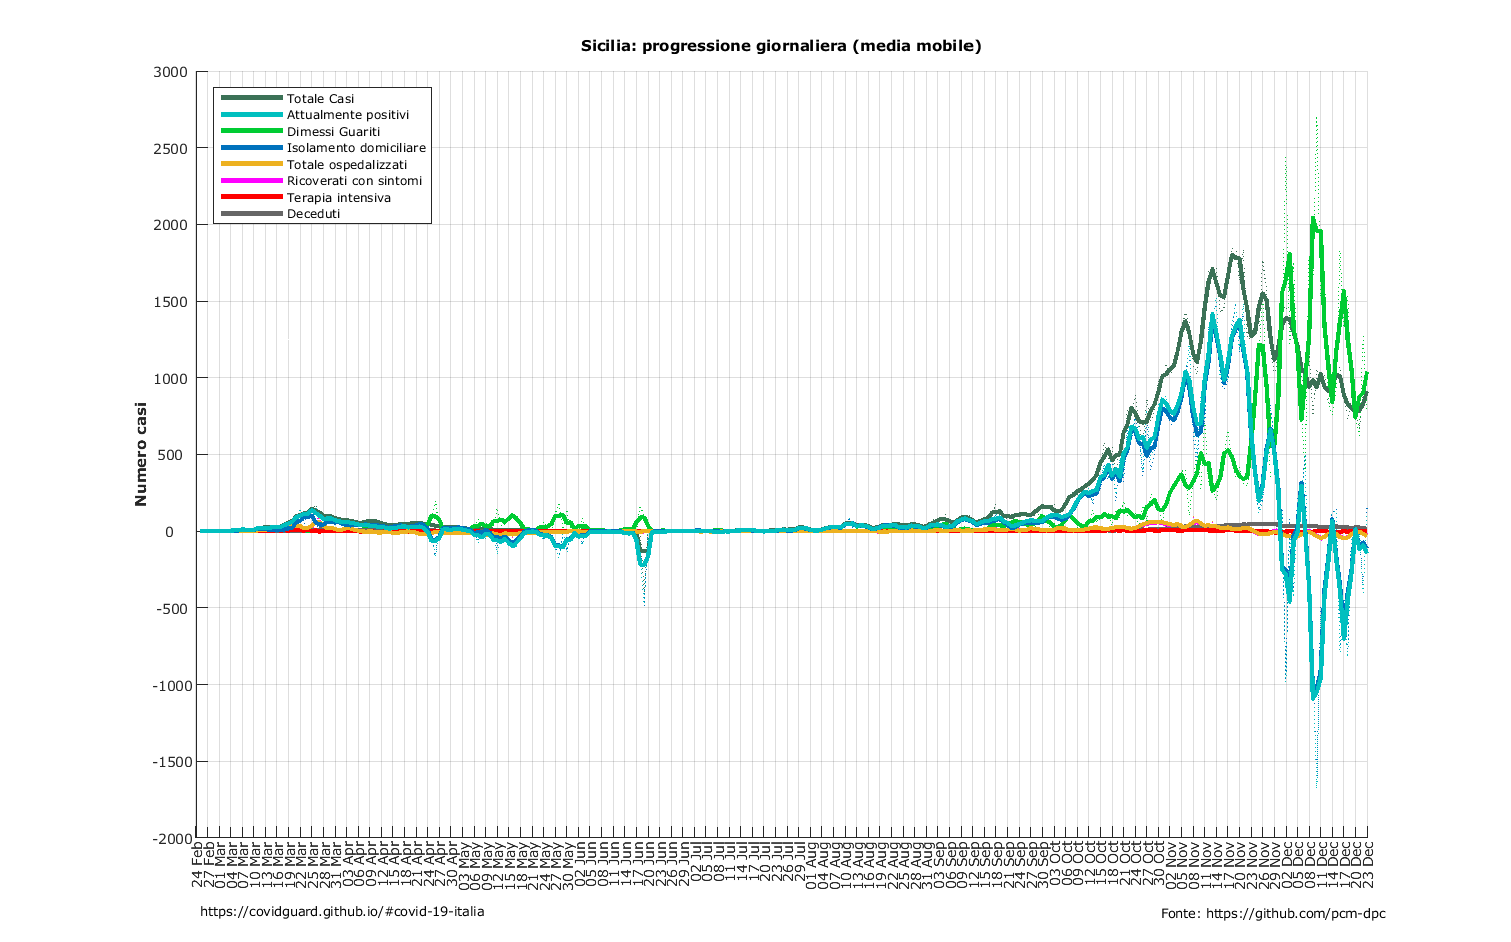 Sicilia: progressione giornaliera (media mobile)
3000
2500
2000
1500
1000
500
0
-500
-1000
-1500
-2000
Numero casi
Totale Casi
Attualmente positivi
Dimessi Guariti
Isolamento domiciliare
Totale ospedalizzati
Ricoverati con sintomi
Terapia intensiva
Deceduti
24 Feb
27 Feb
01 Mar
04 Mar
07 Mar
10 Mar
13 Mar
16 Mar
19 Mar
22 Mar
25 Mar
28 Mar
31 Mar
03 Apr
06 Apr
09 Apr
12 Apr
15 Apr
18 Apr
21 Apr
24 Apr
27 Apr
30 Apr
03 May
06 May
09 May
12 May
15 May
18 May
21 May
24 May
27 May
30 May
02 Jun
05 Jun
08 Jun
11 Jun
14 Jun
17 Jun
20 Jun
23 Jun
26 Jun
29 Jun
02 Jul
05 Jul
08 Jul
11 Jul
14 Jul
17 Jul
20 Jul
23 Jul
26 Jul
29 Jul
01 Aug
04 Aug
07 Aug
10 Aug
13 Aug
16 Aug
19 Aug
22 Aug
25 Aug
28 Aug
31 Aug
03 Sep
06 Sep
09 Sep
12 Sep
15 Sep
18 Sep
21 Sep
24 Sep
27 Sep
30 Sep
03 Oct
06 Oct
09 Oct
12 Oct
15 Oct
18 Oct
21 Oct
24 Oct
27 Oct
30 Oct
02 Nov
05 Nov
08 Nov
11 Nov
14 Nov
17 Nov
20 Nov
23 Nov
26 Nov
29 Nov
02 Dec
05 Dec
08 Dec
11 Dec
14 Dec
17 Dec
20 Dec
23 Dec
https://covidguard.github.io/#covid-19-italia
Fonte: https://github.com/pcm-dpc